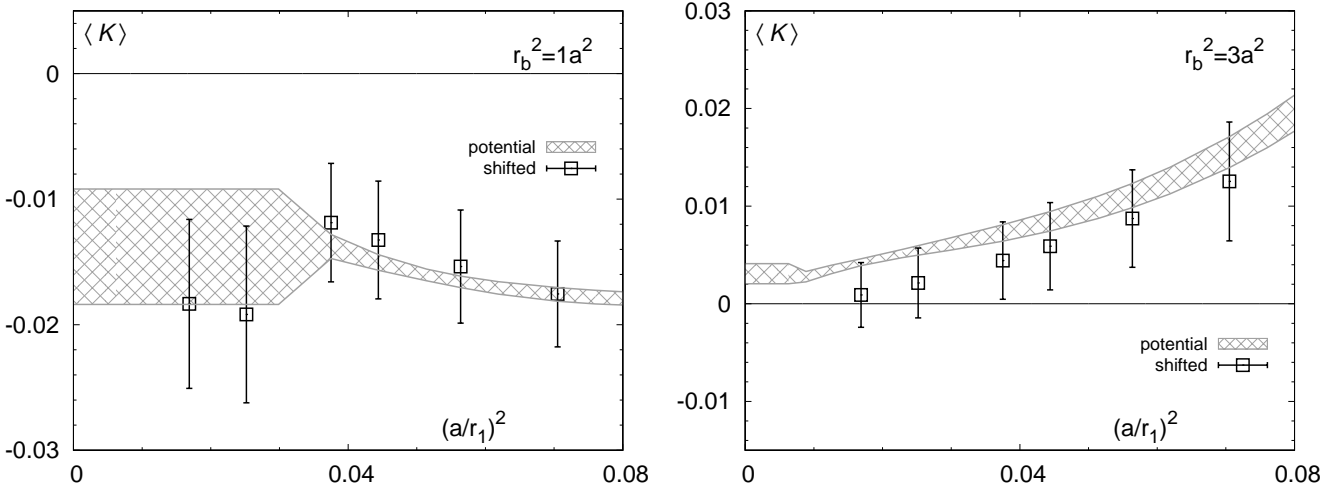 ⟨ K ⟩
r_b^2=1a^2
0
-0.01
-0.02
-0.03
potential
shifted
(a/r_1)^2
0
0.04
0.08
⟨ K ⟩
r_b^2=3a^2
0.03
0.02
0.01
0
-0.01
potential
shifted
(a/r_1)^2
0
0.04
0.08